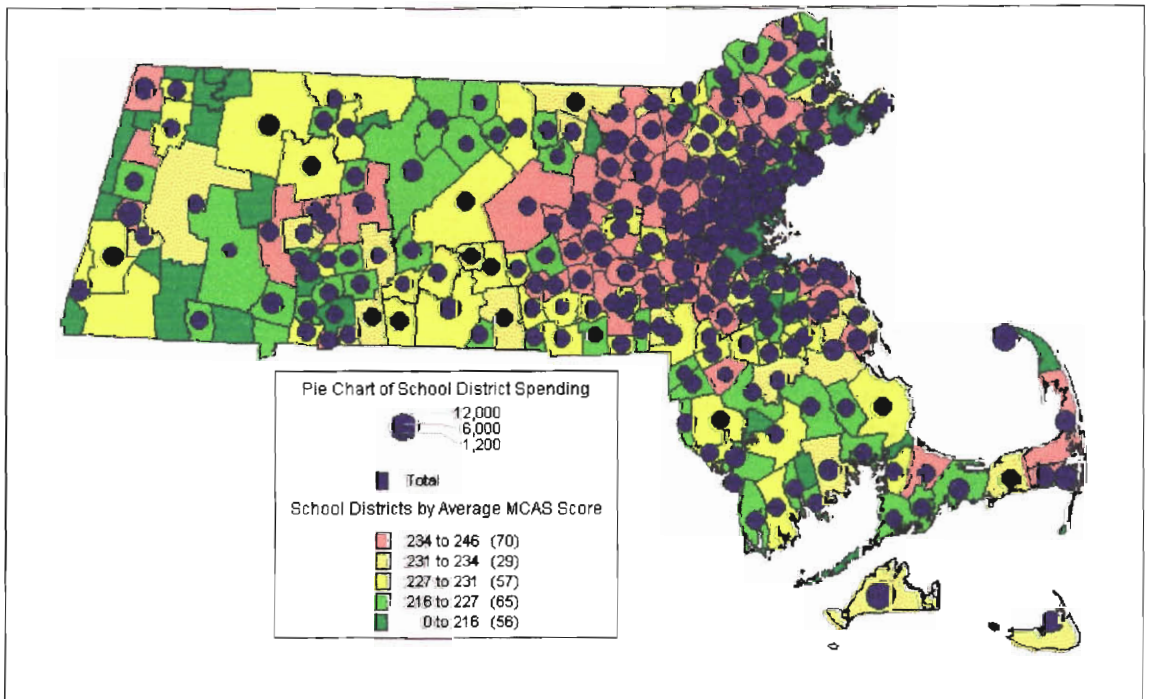 Pie Chart of School District Spending
12,000
6,000
1,200
Total
School Districts by Average MCAS Score
234 to 246 (70)
231 to 234 (29)
227 to 231 (57)
216 to 227 (65)
0 to 216 (56)